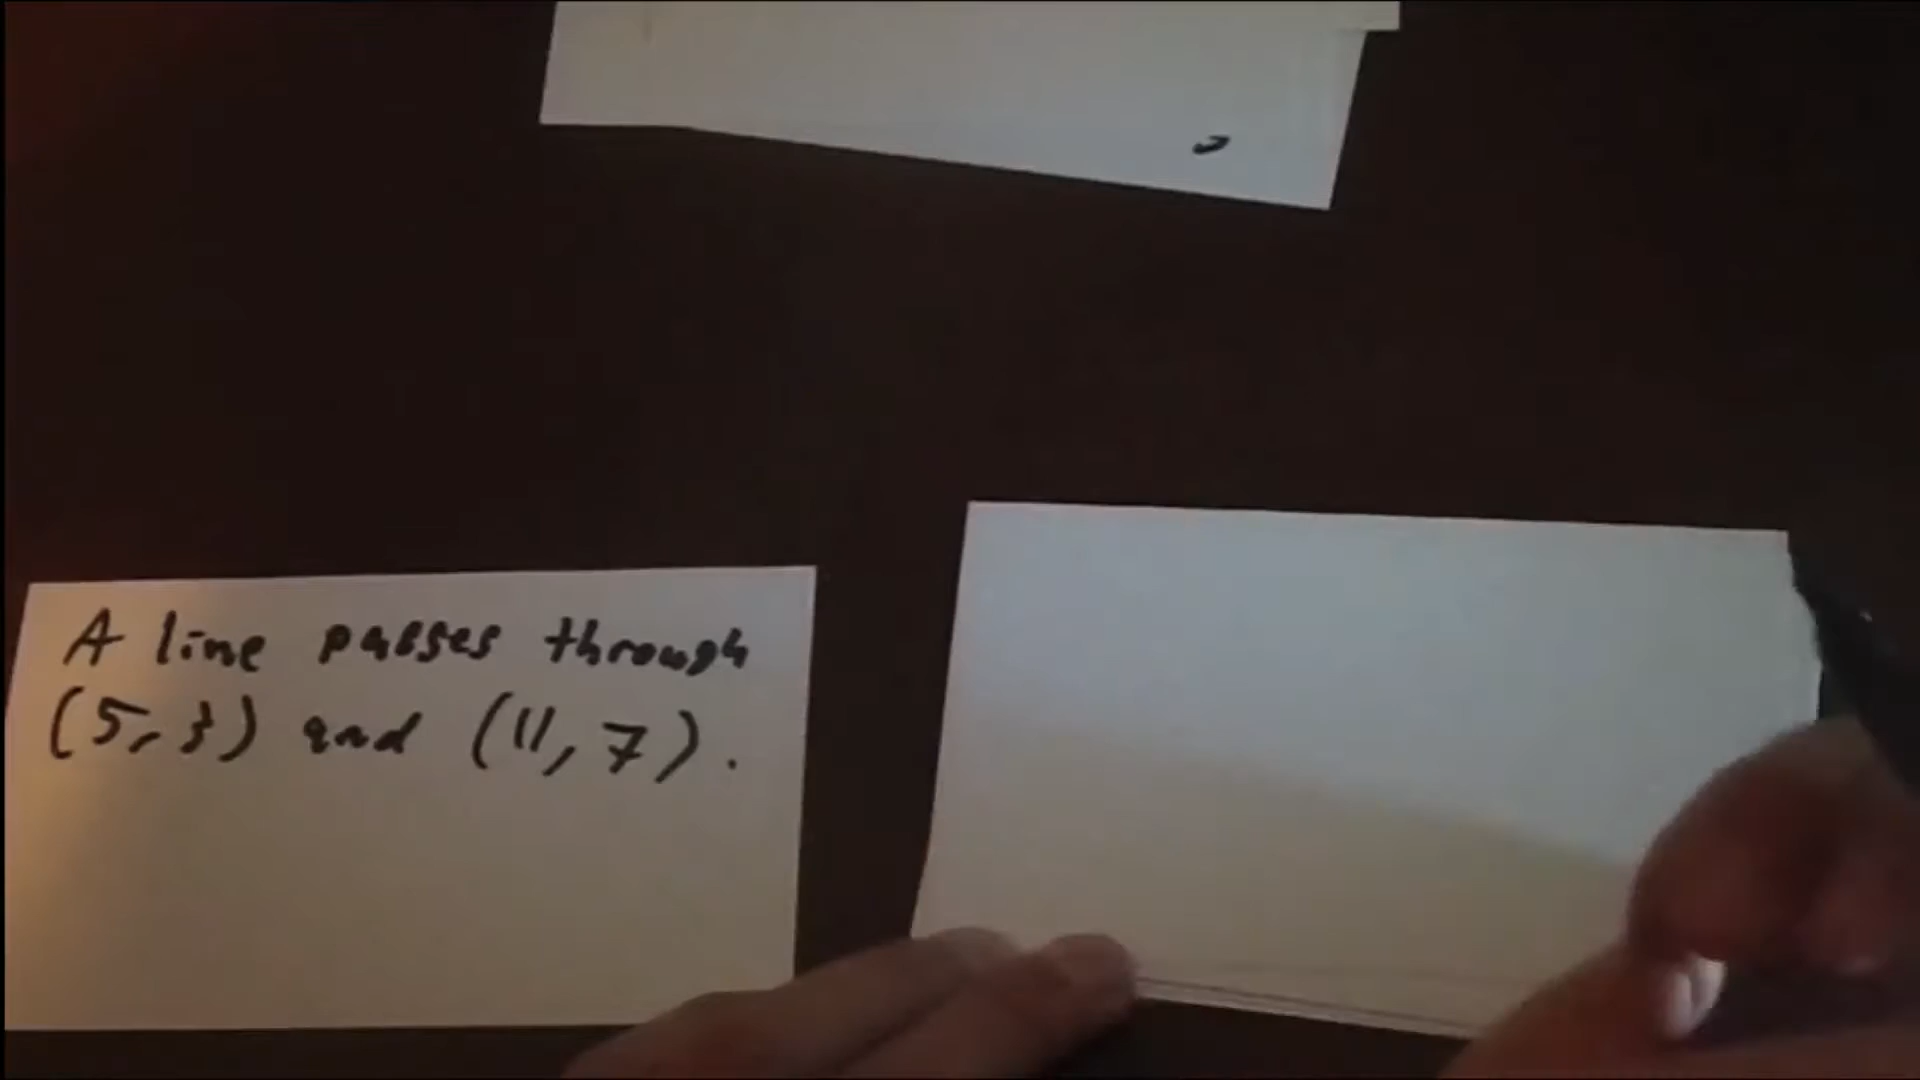 A line passes through
(5, 3) and (11, 7).